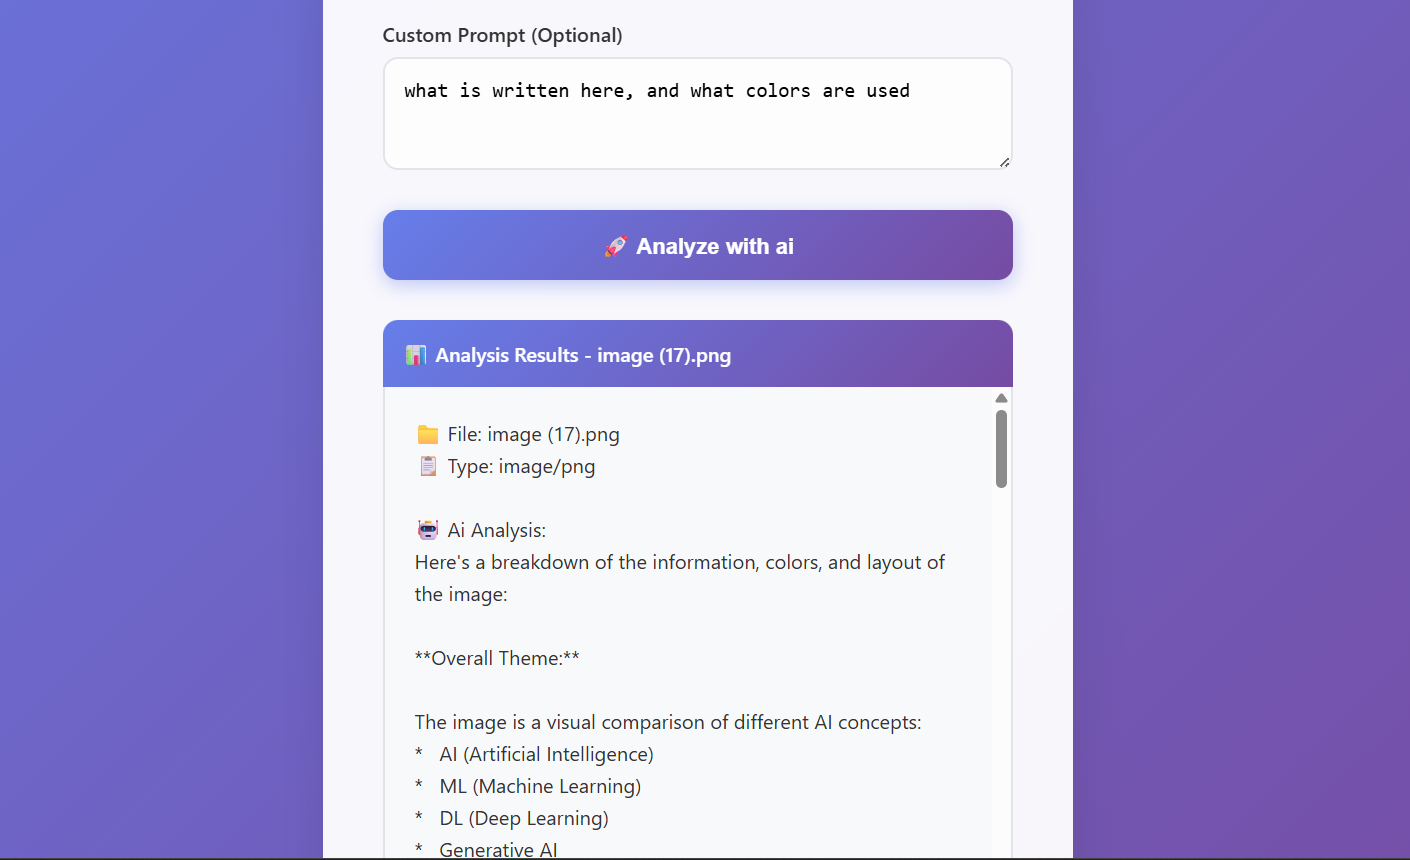 Custom Prompt (Optional)
what is written here, and what colors are used
🚀 Analyze with ai
📊 Analysis Results - image (17).png
📁 File: image (17).png
📋 Type: image/png
🤖 Ai Analysis:
Here's a breakdown of the information, colors, and layout of
the image:
**Overall Theme:**
The image is a visual comparison of different AI concepts:
* AI (Artificial Intelligence)
* ML (Machine Learning)
* DL (Deep Learning)
* Generative AI